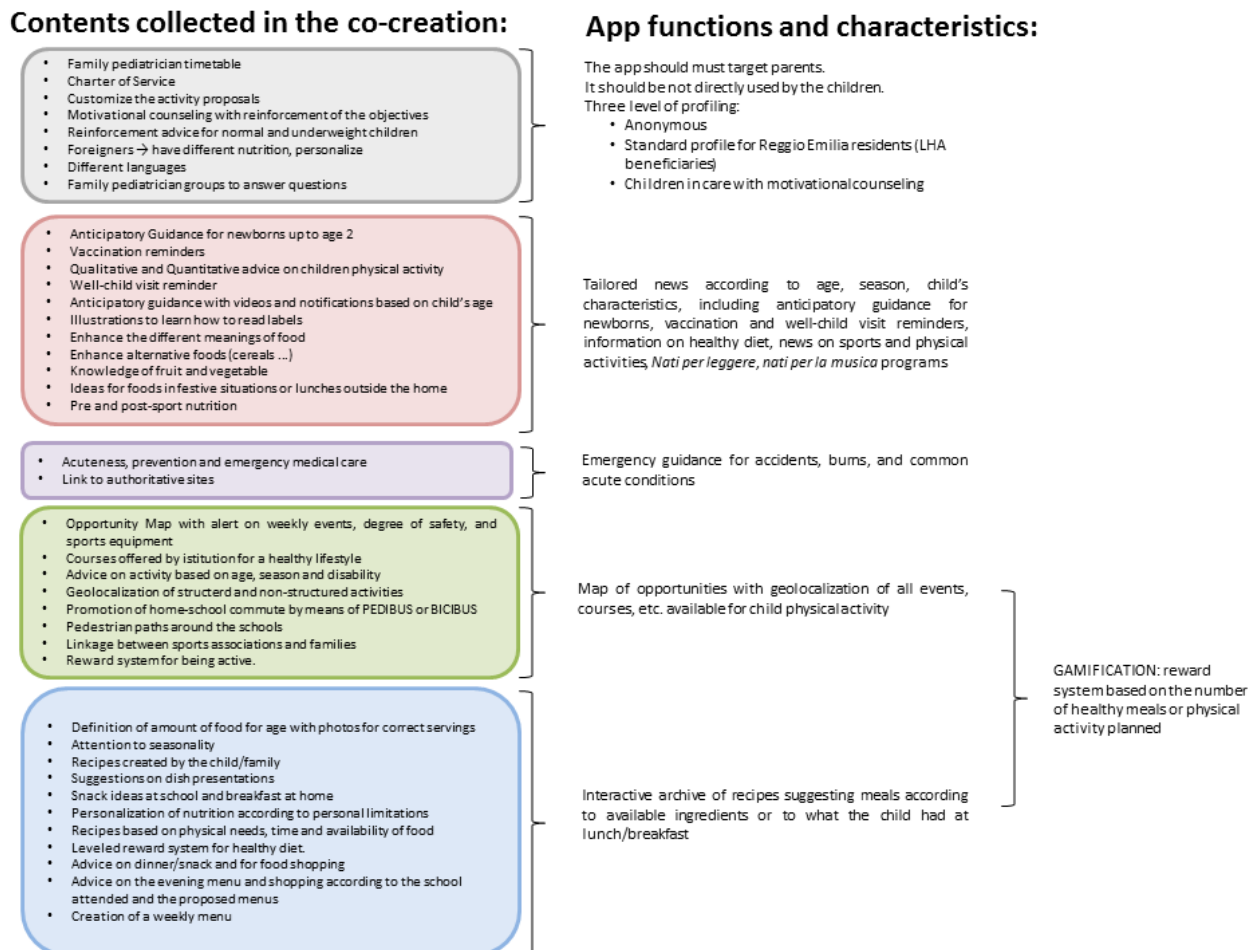 Contents collected in the co-creation:
• Family pediatrician timetable
• Charter of Service
• Customize the activity proposals
• Motivational counseling with reinforcement of the objectives
• Reinforcement advice for normal and underweight children
• Foreigners → have different nutrition, personalize
• Different languages
• Family pediatrician groups to answer questions
• Anticipatory Guidance for newborns up to age 2
• Vaccination reminders
• Qualitative and Quantitative advice on children physical activity
• Well-child visit reminder
• Anticipatory guidance with videos and notifications based on child's age
• Illustrations to learn how to read labels
• Enhance the different meanings of food
• Enhance alternative foods (cereals ...)
• Knowledge of fruit and vegetable
• Ideas for foods in festive situations or lunches outside the home
• Pre and post-sport nutrition
• Acuteness, prevention and emergency medical care
• Link to authoritative sites
• Opportunity Map with alert on weekly events, degree of safety, and
sports equipment
• Courses offered by istitution for a healthy lifestyle
• Advice on activity based on age, season and disability
• Geolocalization of structerd and non-structured activities
• Promotion of home-school commute by means of PEDIBUS or BICIBUS
• Pedestrian paths around the schools
• Linkage between sports associations and families
• Reward system for being active.
• Definition of amount of food for age with photos for correct servings
• Attention to seasonality
• Recipes created by the child/family
• Suggestions on dish presentations
• Snack ideas at school and breakfast at home
• Personalization of nutrition according to personal limitations
• Recipes based on physical needs, time and availability of food
• Leveled reward system for healthy diet.
• Advice on dinner/snack and for food shopping
• Advice on the evening menu and shopping according to the school
attended and the proposed menus
• Creation of a weekly menu
App functions and characteristics:
The app should must target parents.
It should be not directly used by the children.
Three level of profiling:
• Anonymous
• Standard profile for Reggio Emilia residents (LHA
beneficiaries)
• Children in care with motivational counseling
Tailored news according to age, season, child's
characteristics, including anticipatory guidance for
newborns, vaccination and well-child visit reminders,
information on healthy diet, news on sports and physical
activities, Nati per leggere, nati per la musica programs
Emergency guidance for accidents, burns, and common
acute conditions
Map of opportunities with geolocalization of all events,
courses, etc. available for child physical activity
Interactive archive of recipes suggesting meals according
to available ingredients or to what the child had at
lunch/breakfast
GAMIFICATION: reward
system based on the number
of healthy meals or physical
activity planned